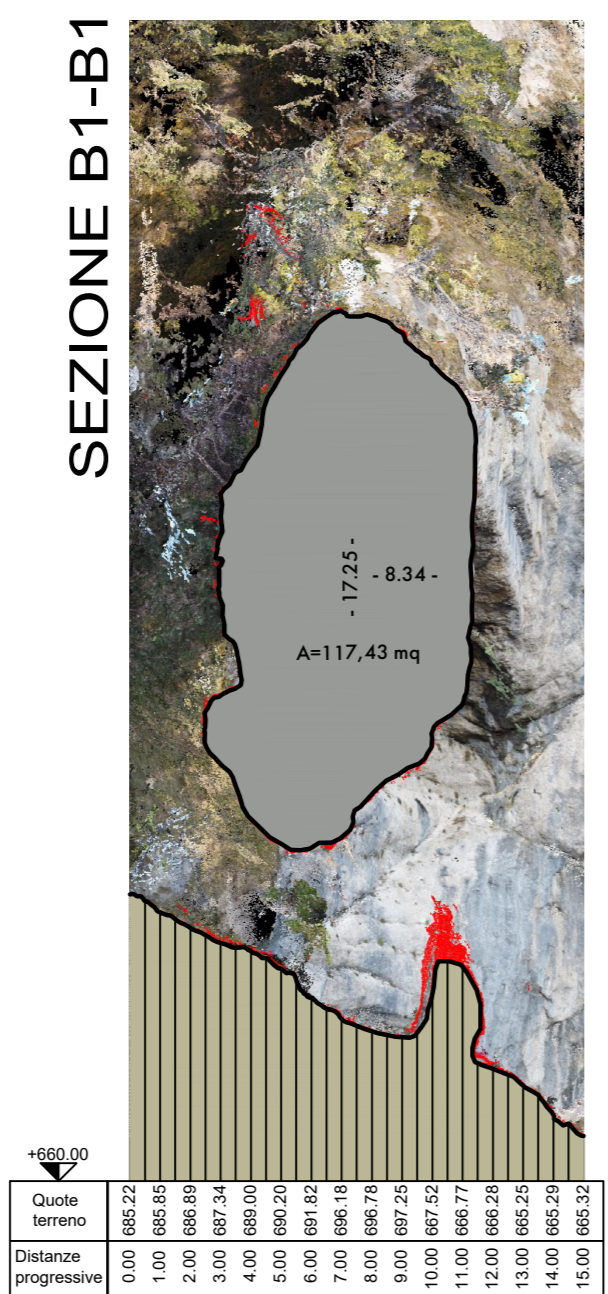 SEZIONE B1-B1
- 17.25 -
- 8.34 -
A=117,43 mq
+660.00
Quote
terreno
685.22 685.85 686.89 687.34 689.00 690.20 691.82 696.18 696.78 697.25 667.52 666.77 666.28 665.25 665.29 665.32
Distanze
progressive
0.00 1.00 2.00 3.00 4.00 5.00 6.00 7.00 8.00 9.00 10.00 11.00 12.00 13.00 14.00 15.00